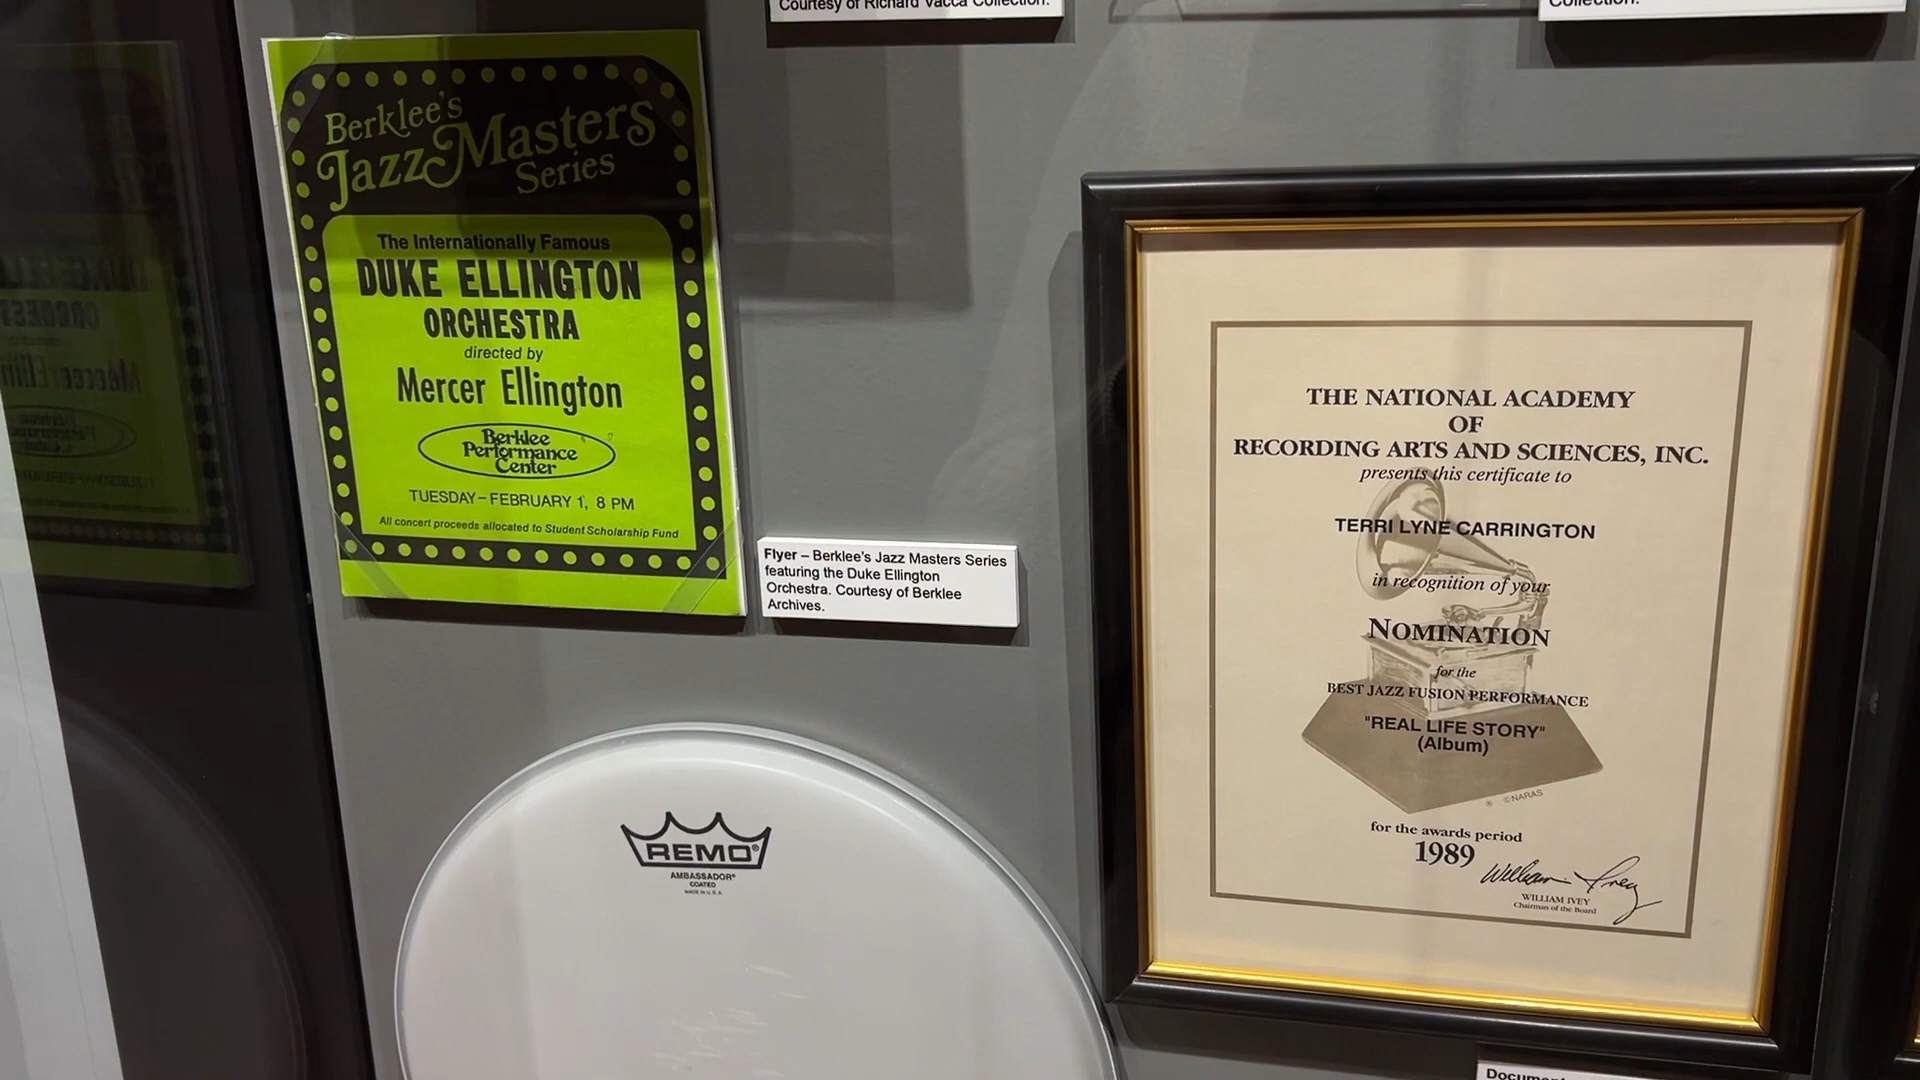 Courtesy of Richard Vacca Collection.
Collection.
Berklee's
Jazz Masters
Series
The Internationally Famous
DUKE ELLINGTON
ORCHESTRA
directed by
Mercer Ellington
Berklee
Performance
Center
TUESDAY – FEBRUARY 1, 8 PM
All concert proceeds allocated to Student Scholarship Fund
Flyer – Berklee's Jazz Masters Series
featuring the Duke Ellington
Orchestra. Courtesy of Berklee
Archives.
REMO®
AMBASSADOR®
COATED
MADE IN U.S.A.
THE NATIONAL ACADEMY
OF
RECORDING ARTS AND SCIENCES, INC.
presents this certificate to
TERRI LYNE CARRINGTON
in recognition of your
NOMINATION
for the
BEST JAZZ FUSION PERFORMANCE
"REAL LIFE STORY"
(Album)
® ©NARAS
for the awards period
1989
William Ivey
WILLIAM IVEY
Chairman of the Board